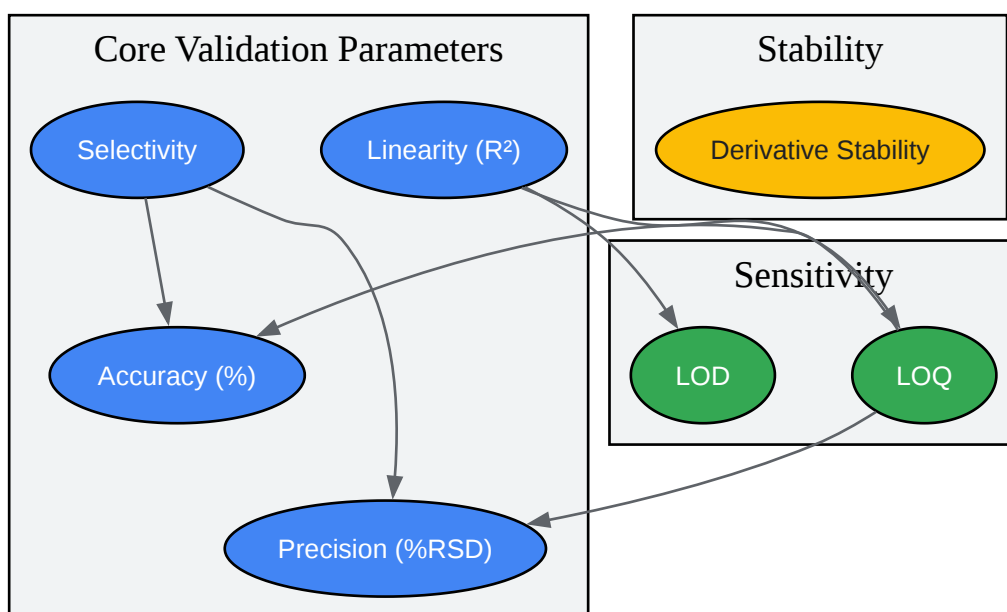 Core Validation Parameters
Selectivity
Linearity (R²)
Accuracy (%)
Precision (%RSD)
Stability
Derivative Stability
Sensitivity
LOD
LOQ